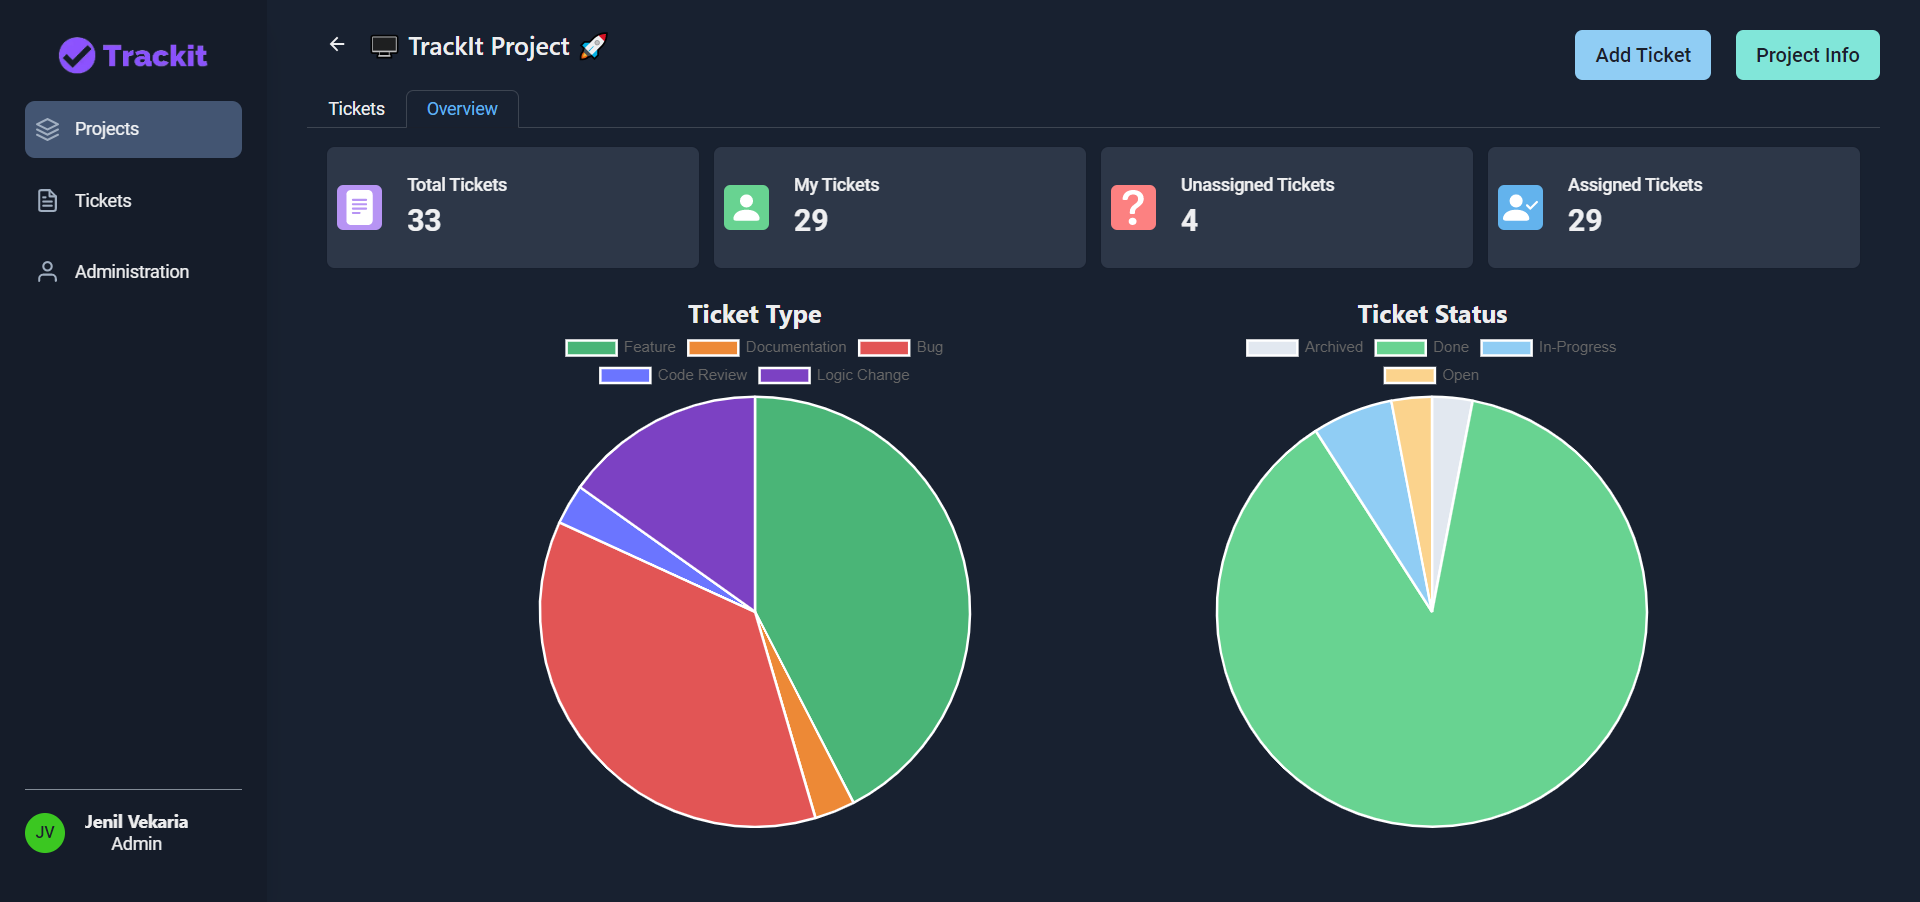 Trackit
Projects
Tickets
Administration
Jenil Vekaria
Admin
JV
TrackIt Project
Add Ticket
Project Info
Tickets
Overview
Total Tickets
33
My Tickets
29
Unassigned Tickets
4
Assigned Tickets
29
Ticket Type
Feature Documentation Bug
Code Review Logic Change
Ticket Status
Archived Done In-Progress
Open